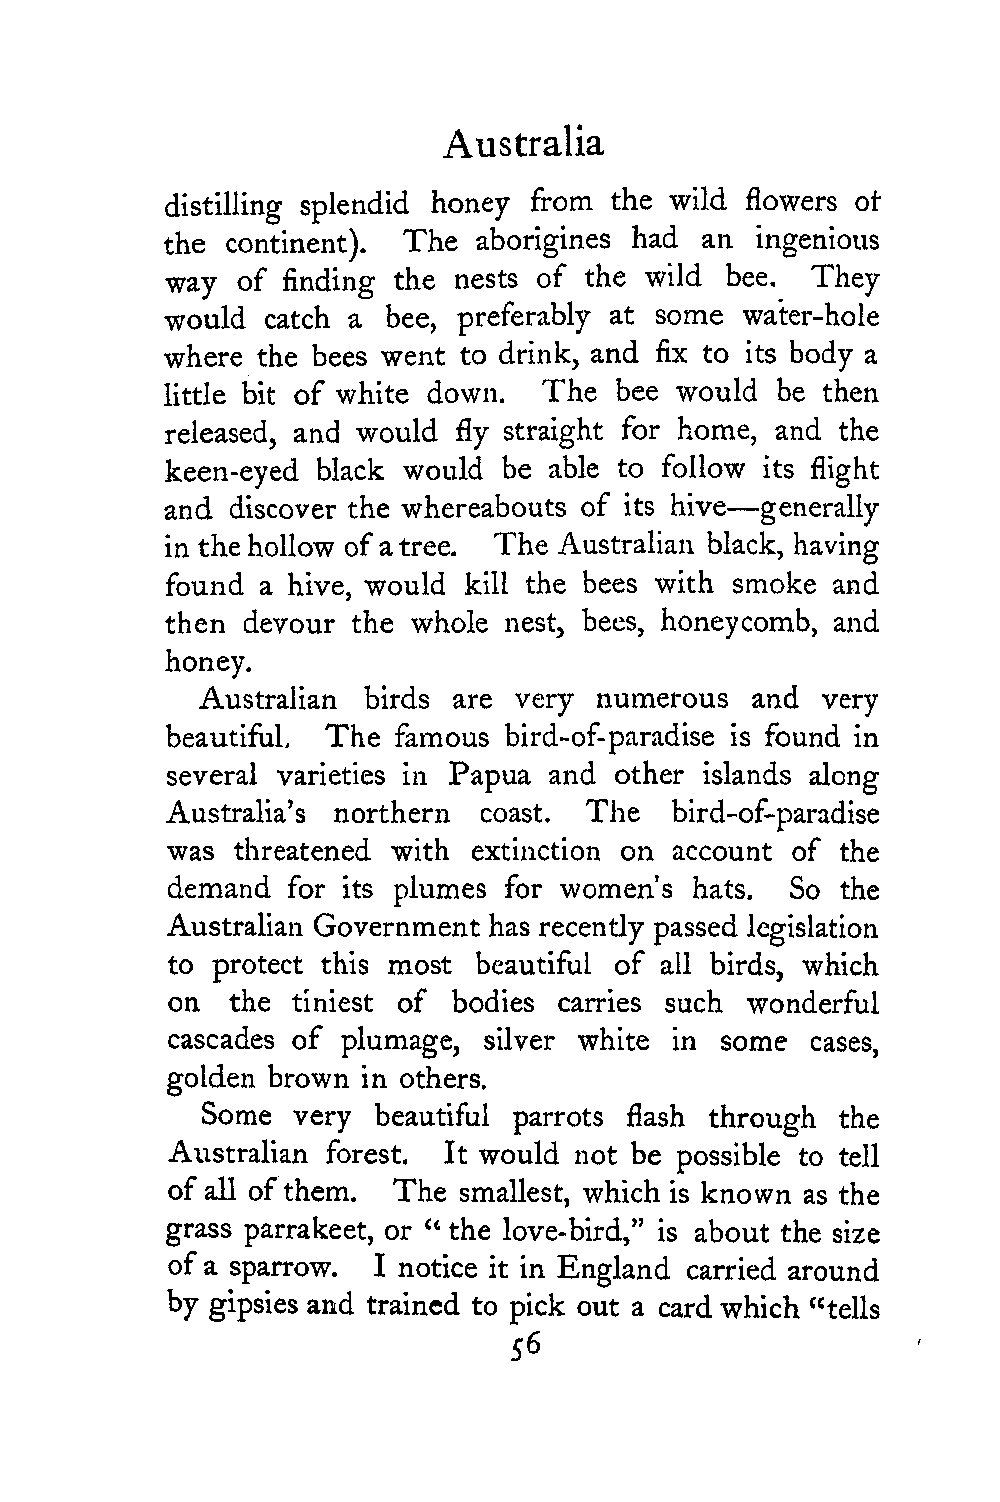 Australia
distilling splendid honey from the wild flowers of
the continent). The aborigines had an ingenious
way of finding the nests of the wild bee. They
would catch a bee, preferably at some water-hole
where the bees went to drink, and fix to its body a
little bit of white down. The bee would be then
released, and would fly straight for home, and the
keen-eyed black would be able to follow its flight
and discover the whereabouts of its hive—generally
in the hollow of a tree. The Australian black, having
found a hive, would kill the bees with smoke and
then devour the whole nest, bees, honeycomb, and
honey.
Australian birds are very numerous and very
beautiful. The famous bird-of-paradise is found in
several varieties in Papua and other islands along
Australia's northern coast. The bird-of-paradise
was threatened with extinction on account of the
demand for its plumes for women's hats. So the
Australian Government has recently passed legislation
to protect this most beautiful of all birds, which
on the tiniest of bodies carries such wonderful
cascades of plumage, silver white in some cases,
golden brown in others.
Some very beautiful parrots flash through the
Australian forest. It would not be possible to tell
of all of them. The smallest, which is known as the
grass parrakeet, or “the love-bird,” is about the size
of a sparrow. I notice it in England carried around
by gipsies and trained to pick out a card which “tells
56